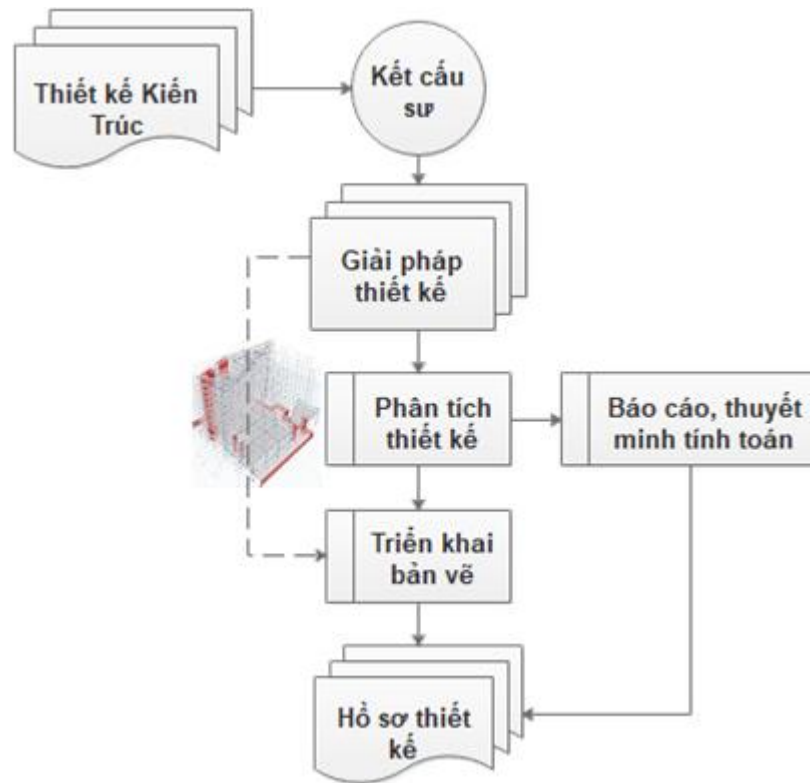 Thiết kế Kiến
Trúc
Kết cấu
sư
Giải pháp
thiết kế
Phân tích
thiết kế
Báo cáo, thuyết
minh tính toán
Triển khai
bản vẽ
Hồ sơ thiết
kế